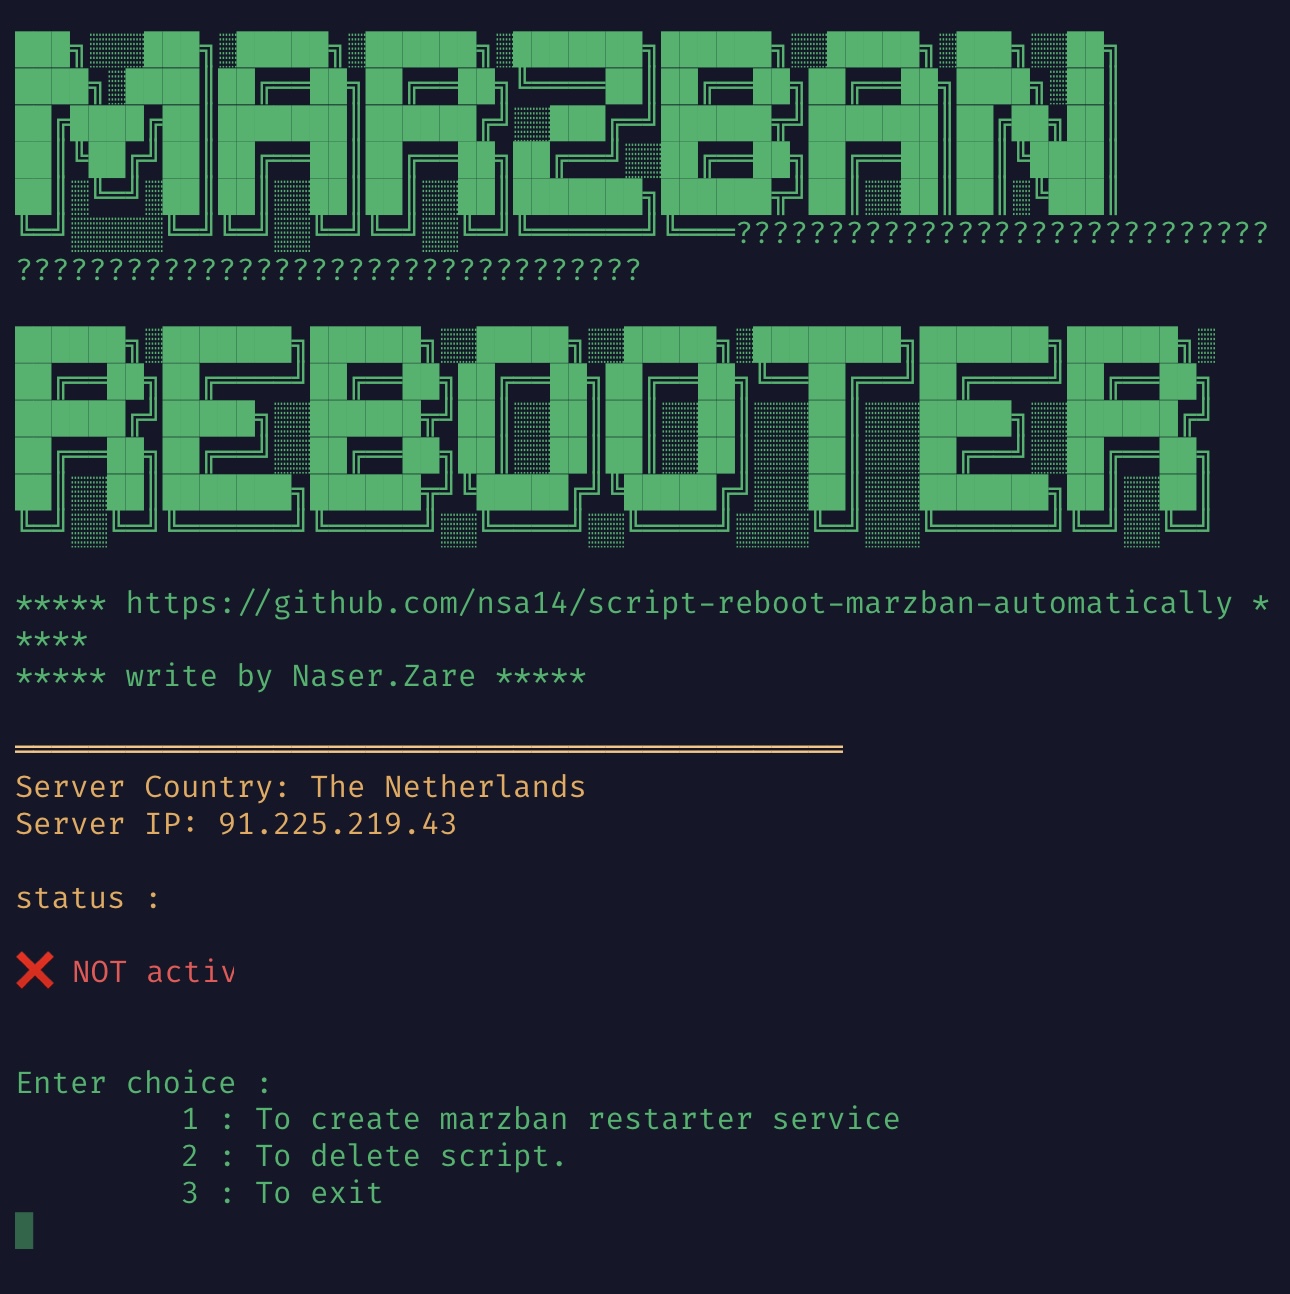 MARZBAN
?????????????????????????????
??????????????????????????????????
REBOOTER
***** https://github.com/nsa14/script-reboot-marzban-automatically *
****
***** write by Naser.Zare *****
Server Country: The Netherlands
Server IP: 91.225.219.43
status :
❌ NOT activ
Enter choice :
1 : To create marzban restarter service
2 : To delete script.
3 : To exit